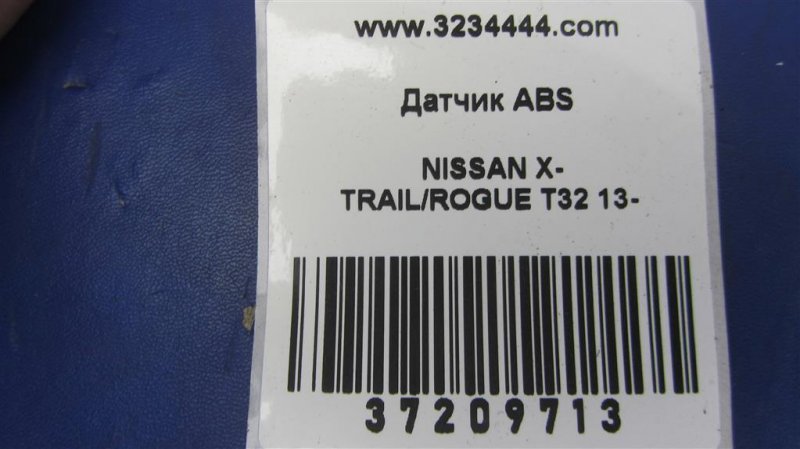 www.3234444.com
Датчик ABS
NISSAN X-
TRAIL/ROGUE T32 13-
37209713